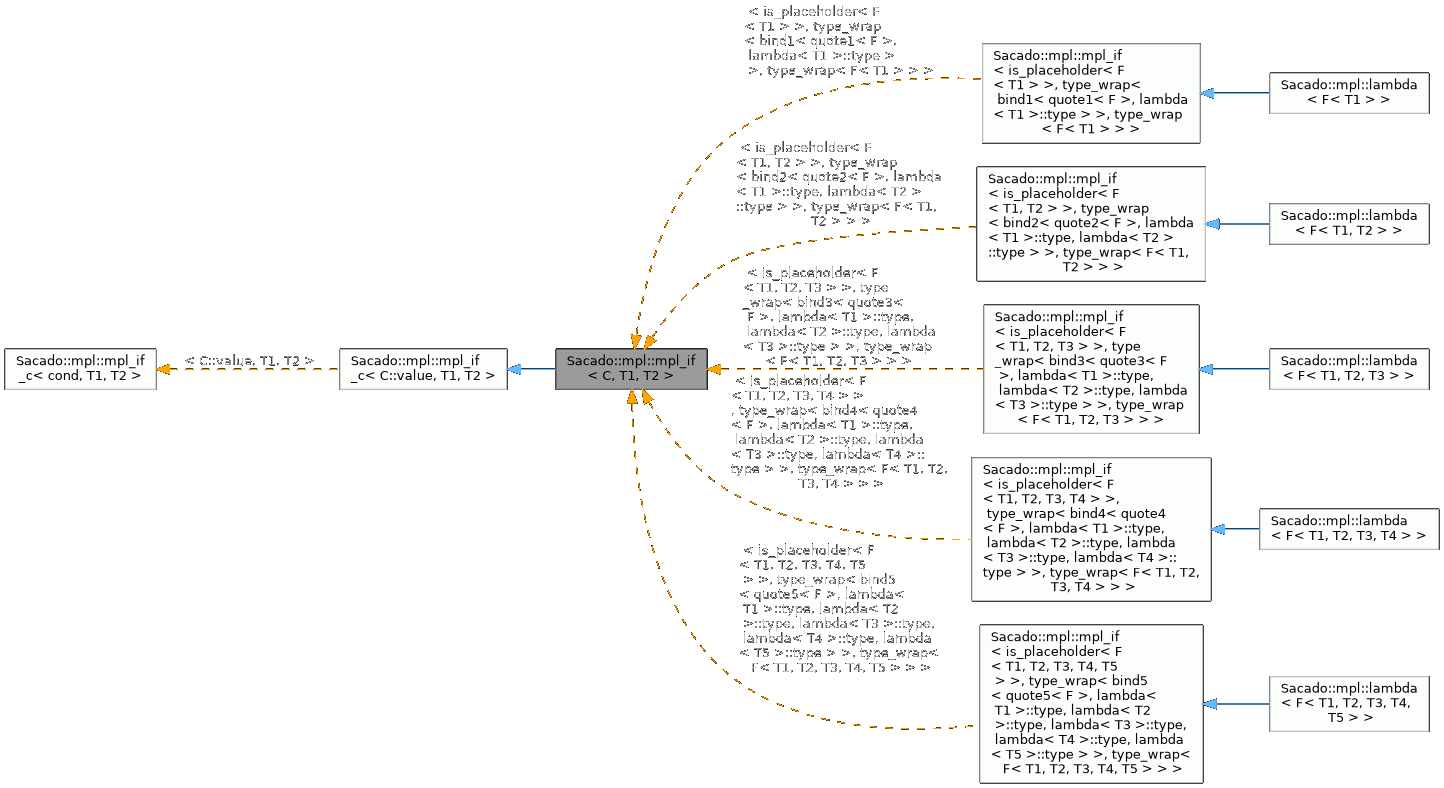 Sacado::mpl::mpl_if
_c< cond, T1, T2 >
< C::value, T1, T2 >
Sacado::mpl::mpl_if
_c< C::value, T1, T2 >
Sacado::mpl::mpl_if
< C, T1, T2 >
< is_placeholder< F
< T1 > >, type_wrap
< bind1< quote1< F >,
lambda< T1 >::type >
>, type_wrap< F< T1 > > >
Sacado::mpl::mpl_if
< is_placeholder< F
< T1 > >, type_wrap<
bind1< quote1< F >, lambda
< T1 >::type > >, type_wrap
< F< T1 > > >
Sacado::mpl::lambda
< F< T1 > >
< is_placeholder< F
< T1, T2 > >, type_wrap
< bind2< quote2< F >, lambda
< T1 >::type, lambda< T2 >
::type > >, type_wrap< F< T1,
T2 > > >
Sacado::mpl::mpl_if
< is_placeholder< F
< T1, T2 > >, type_wrap
< bind2< quote2< F >, lambda
< T1 >::type, lambda< T2 >
::type > >, type_wrap< F< T1,
T2 > > >
Sacado::mpl::lambda
< F< T1, T2 > >
< is_placeholder< F
< T1, T2, T3 > >, type
_wrap< bind3< quote3<
F >, lambda< T1 >::type,
lambda< T2 >::type, lambda
< T3 >::type > >, type_wrap
< F< T1, T2, T3 > > >
Sacado::mpl::mpl_if
< is_placeholder< F
< T1, T2, T3 > >, type
_wrap< bind3< quote3< F
>, lambda< T1 >::type,
lambda< T2 >::type, lambda
< T3 >::type > >, type_wrap
< F< T1, T2, T3 > > >
Sacado::mpl::lambda
< F< T1, T2, T3 > >
< is_placeholder< F
< T1, T2, T3, T4 > >
, type_wrap< bind4< quote4
< F >, lambda< T1 >::type,
lambda< T2 >::type, lambda
< T3 >::type, lambda< T4 >::
type > >, type_wrap< F< T1, T2,
T3, T4 > > >
Sacado::mpl::mpl_if
< is_placeholder< F
< T1, T2, T3, T4 > >,
type_wrap< bind4< quote4
< F >, lambda< T1 >::type,
lambda< T2 >::type, lambda
< T3 >::type, lambda< T4 >::
type > >, type_wrap< F< T1, T2,
T3, T4 > > >
Sacado::mpl::lambda
< F< T1, T2, T3, T4 > >
< is_placeholder< F
< T1, T2, T3, T4, T5
> >, type_wrap< bind5
< quote5< F >, lambda<
T1 >::type, lambda< T2
>::type, lambda< T3 >::type,
lambda< T4 >::type, lambda
< T5 >::type > >, type_wrap<
F< T1, T2, T3, T4, T5 > > >
Sacado::mpl::mpl_if
< is_placeholder< F
< T1, T2, T3, T4, T5
> >, type_wrap< bind5
< quote5< F >, lambda<
T1 >::type, lambda< T2
>::type, lambda< T3 >::type,
lambda< T4 >::type, lambda
< T5 >::type > >, type_wrap<
F< T1, T2, T3, T4, T5 > > >
Sacado::mpl::lambda
< F< T1, T2, T3, T4,
T5 > >